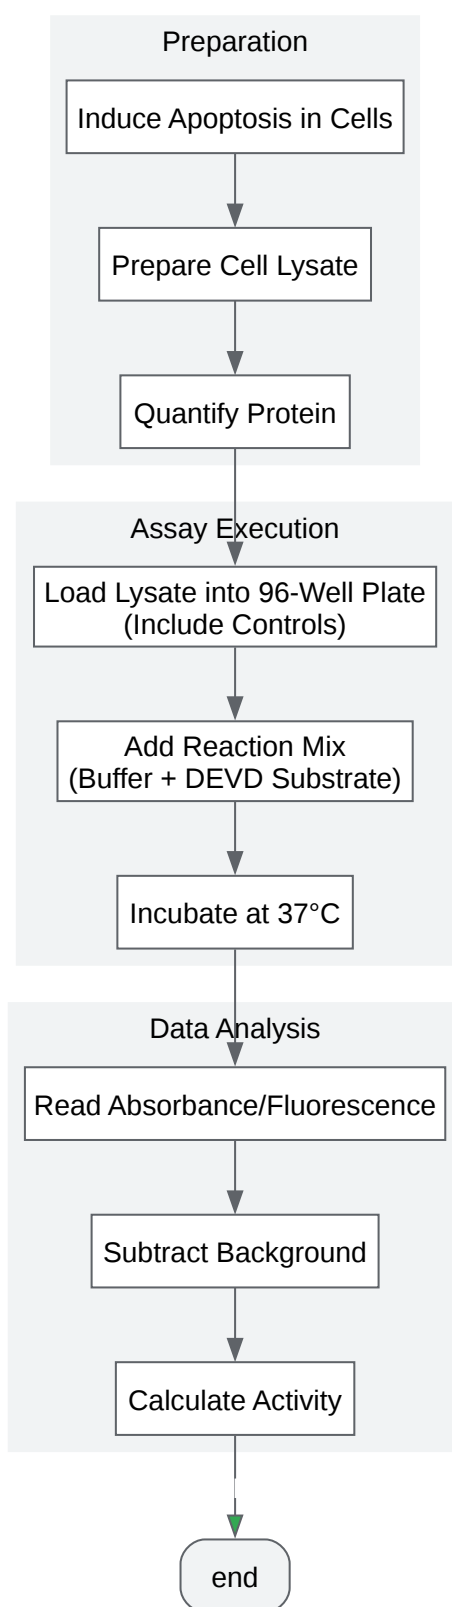 Preparation
Induce Apoptosis in Cells
Prepare Cell Lysate
Quantify Protein
Assay Execution
Load Lysate into 96-Well Plate
(Include Controls)
Add Reaction Mix
(Buffer + DEVD Substrate)
Incubate at 37°C
Data Analysis
Read Absorbance/Fluorescence
Subtract Background
Calculate Activity
end